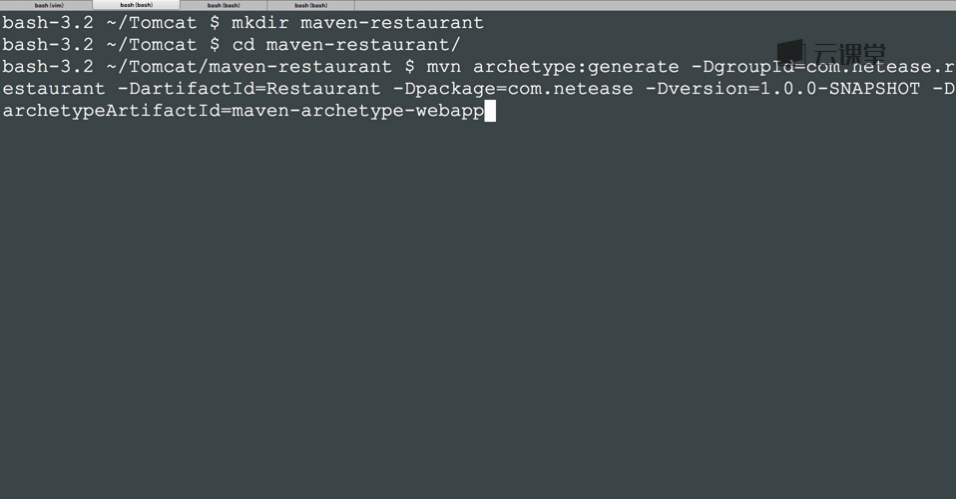 bash (vim) bash (bash) bash (bash) bash (bash)
bash-3.2 ~/Tomcat $ mkdir maven-restaurant
bash-3.2 ~/Tomcat $ cd maven-restaurant/
云课堂
bash-3.2 ~/Tomcat/maven-restaurant $ mvn archetype:generate -DgroupId=com.netease.r
estaurant -DartifactId=Restaurant -Dpackage=com.netease -Dversion=1.0.0-SNAPSHOT -D
archetypeArtifactId=maven-archetype-webapp